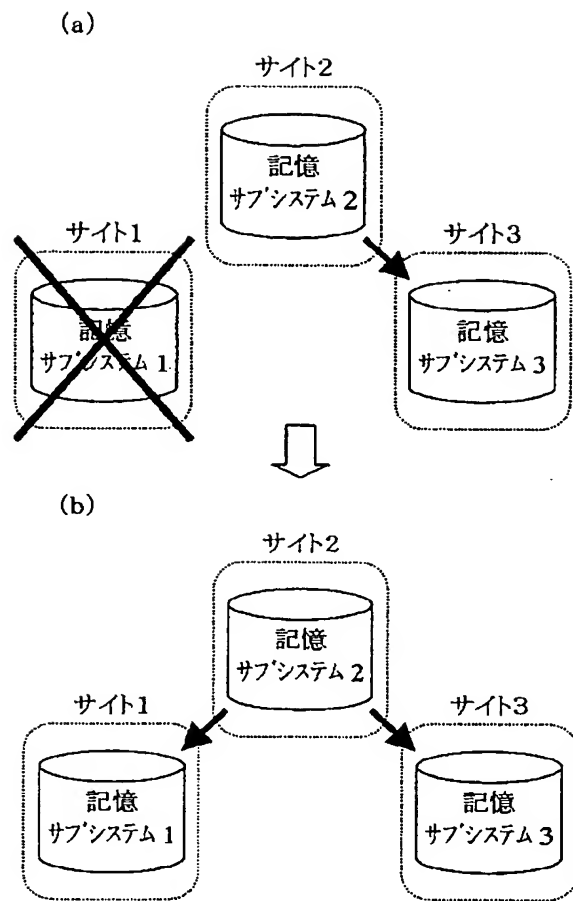 (a)
サイト2
記憶
サブシステム 2
サイト1
記憶
サブシステム 1
サイト3
記憶
サブシステム 3
(b)
サイト2
記憶
サブシステム 2
サイト1
記憶
サブシステム 1
サイト3
記憶
サブシステム 3